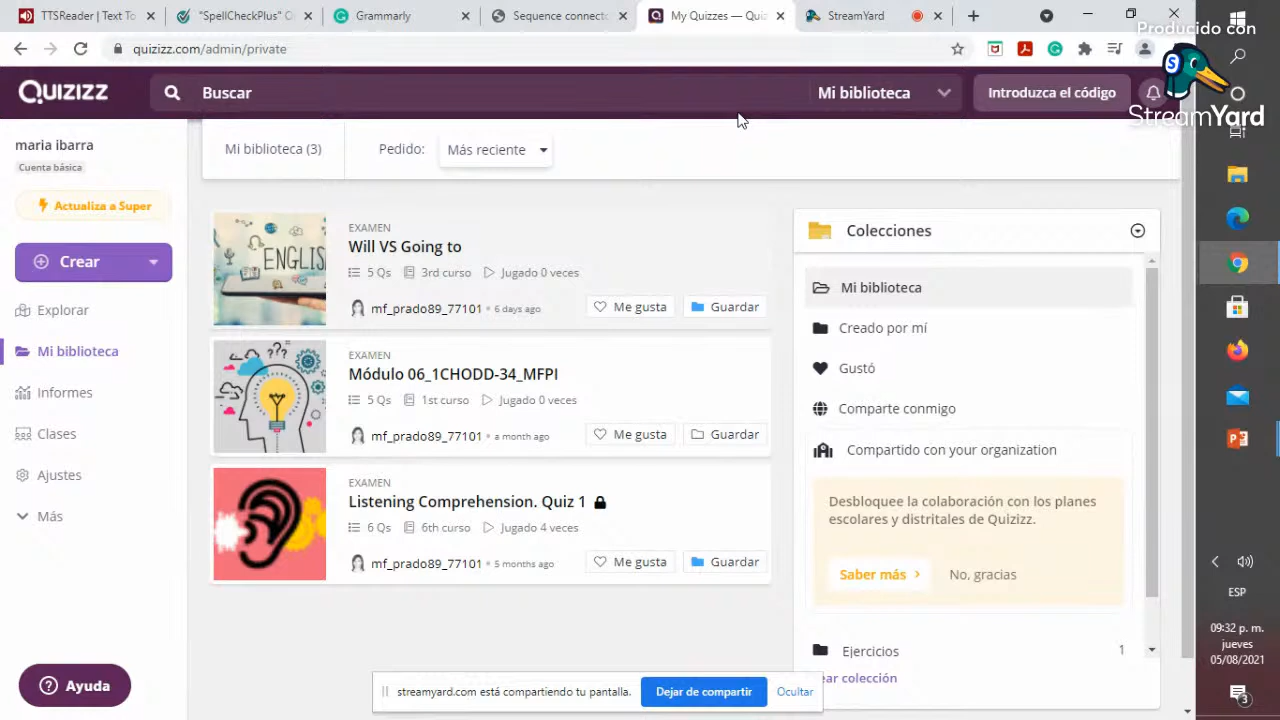 TTSReader | Text To
"SpellCheckPlus" O
Grammarly
Sequence connecto
My Quizzes — Quiz
StreamYard
Producido con
StreamYard
quizizz.com/admin/private
Quizizz
Buscar
Mi biblioteca
Introduzca el código
maria ibarra
Cuenta básica
Actualiza a Super
Crear
Explorar
Mi biblioteca
Informes
Clases
Ajustes
Más
Ayuda
Mi biblioteca (3)
Pedido:
Más reciente
EXAMEN
Will VS Going to
5 Qs
3rd curso
Jugado 0 veces
mf_prado89_77101 • 6 days ago
Me gusta
Guardar
ENGLIS
EXAMEN
Módulo 06_1CHODD-34_MFPI
5 Qs
1st curso
Jugado 0 veces
mf_prado89_77101 • a month ago
Me gusta
Guardar
???
EXAMEN
Listening Comprehension. Quiz 1
6 Qs
6th curso
Jugado 4 veces
mf_prado89_77101 • 5 months ago
Me gusta
Guardar
Colecciones
Mi biblioteca
Creado por mí
Gustó
Comparte conmigo
Compartido con your organization
Desbloquee la colaboración con los planes
escolares y distritales de Quizizz.
Saber más >
No, gracias
Ejercicios
1
ear colección
streamyard.com está compartiendo tu pantalla.
Dejar de compartir
Ocultar
ESP
09:32 p. m.
jueves
05/08/2021
3